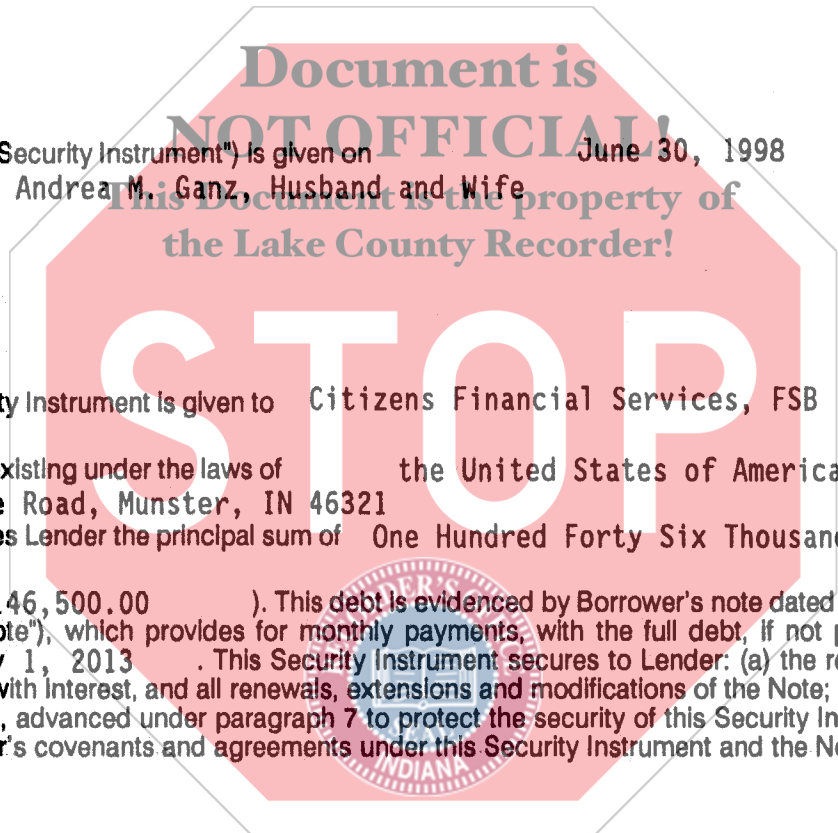 Document is
NOT OFFICIAL!
Security Instrument") is given on June 30, 1998
Andrea M. Ganz, Husband and Wife
This Document is the property of
the Lake County Recorder!
STOP
ty Instrument is given to Citizens Financial Services, FSB
xisting under the laws of the United States of America
e Road, Munster, IN 46321
es Lender the principal sum of One Hundred Forty Six Thousan
46,500.00 ). This debt is evidenced by Borrower's note dated
ote"), which provides for monthly payments, with the full debt, if not
y 1, 2013 . This Security Instrument secures to Lender: (a) the re
with interest, and all renewals, extensions and modifications of the Note;
, advanced under paragraph 7 to protect the security of this Security In
r's covenants and agreements under this Security Instrument and the No
SEAL
INDIANA